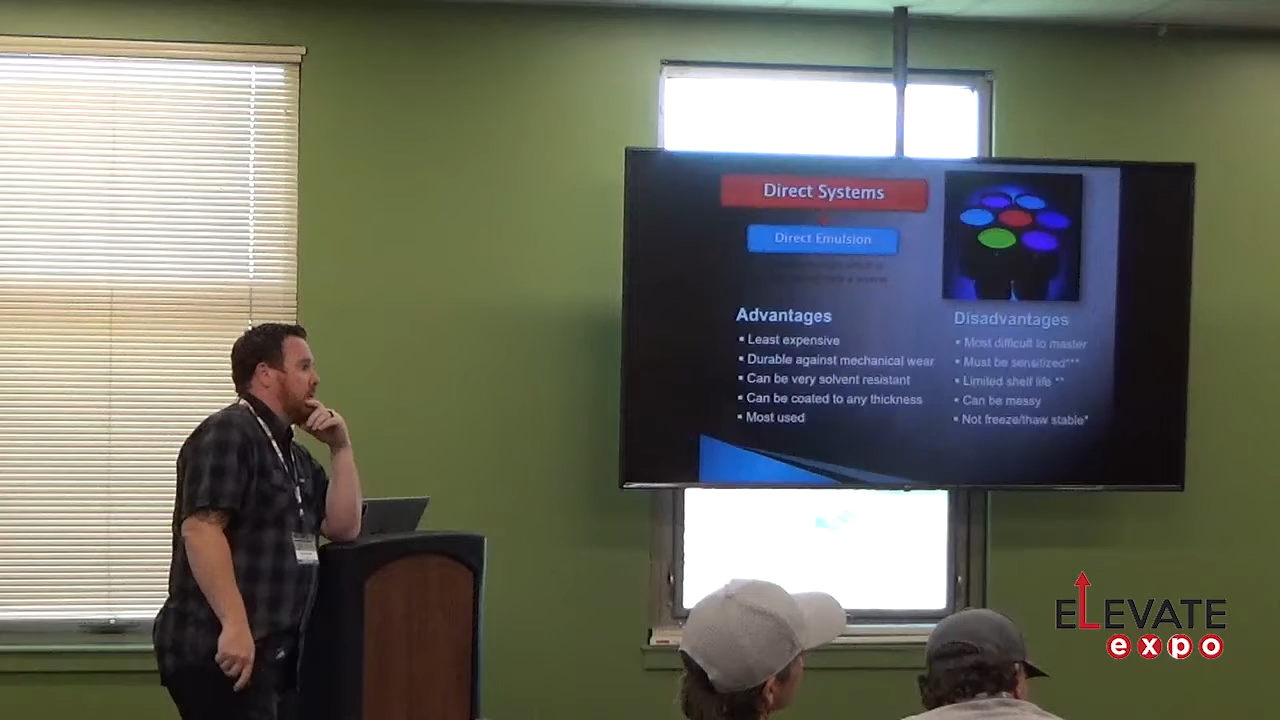 Direct Systems
Direct Emulsion
Advantages
▪ Least expensive
▪ Durable against mechanical wear
▪ Can be very solvent resistant
▪ Can be coated to any thickness
▪ Most used
Disadvantages
▪ Most difficult to master
▪ Must be sensitized***
▪ Limited shelf life **
▪ Can be messy
▪ Not freeze/thaw stable*
ELEVATE
expo